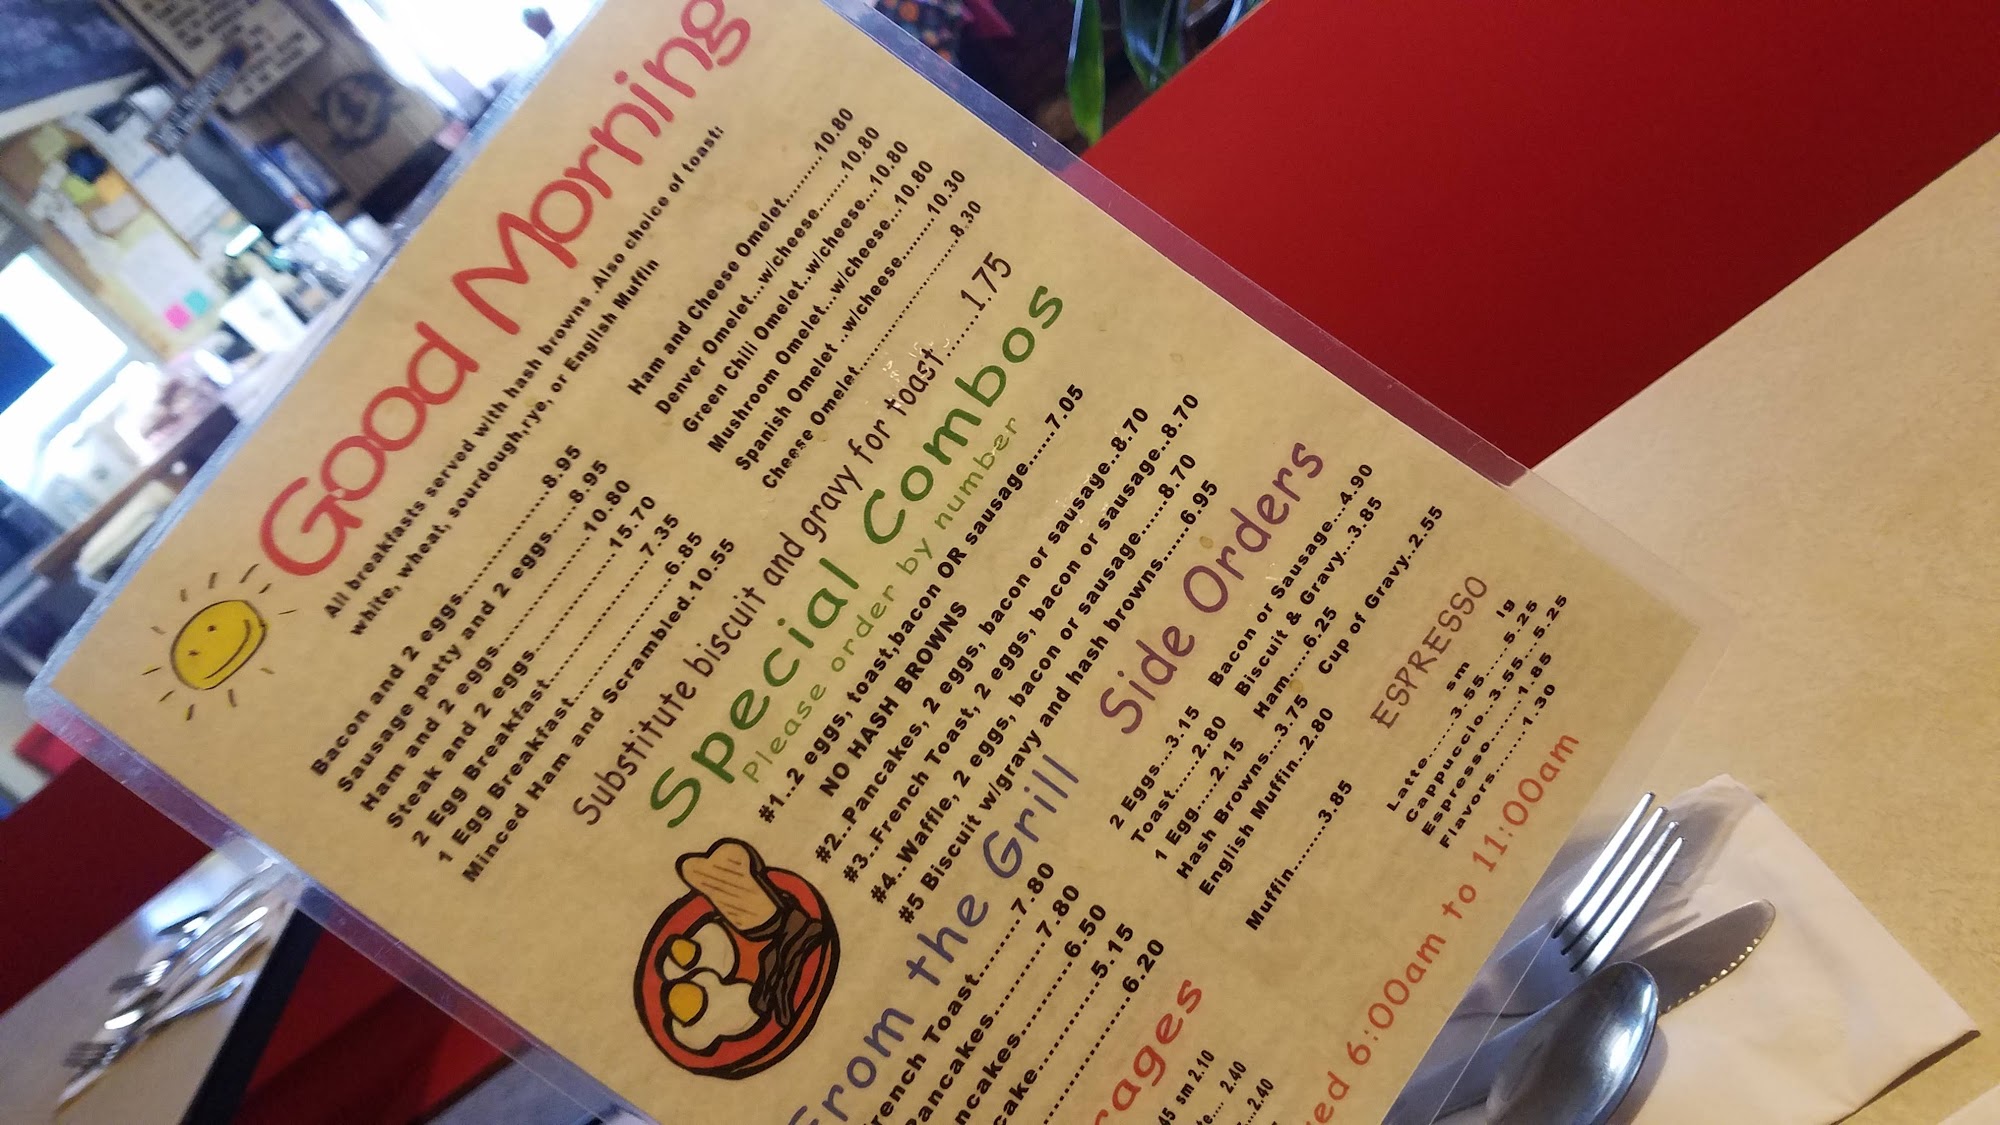 Good Morning
All breakfasts served with hash browns .Also choice of toast:
white, wheat, sourdough,rye, or English Muffin
Bacon and 2 eggs..............8.95
Sausage patty and 2 eggs....8.95
Ham and 2 eggs................10.80
Steak and 2 eggs..............15.70
2 Egg Breakfast................7.35
1 Egg Breakfast................6.85
Minced Ham and Scrambled.10.55
Ham and Cheese Omelet........10.80
Denver Omelet...w/cheese......10.80
Green Chili Omelet..w/cheese..10.80
Mushroom Omelet...w/cheese...10.80
Spanish Omelet ..w/cheese......10.30
Cheese Omelet.....................8.30
Substitute biscuit and gravy for toast.......1.75
Special Combos
Please order by number
#1..2 eggs, toast,bacon OR sausage......7.05
NO HASH BROWNS
#2..Pancakes, 2 eggs, bacon or sausage..8.70
#3..French Toast, 2 eggs, bacon or sausage.8.70
#4..Waffle, 2 eggs, bacon or sausage.....8.70
#5 Biscuit w/gravy and hash browns.....6.95
From the Grill
French Toast..........7.80
Pancakes............7.80
ncakes............6.50
cake..............5.15
..................6.20
Side Orders
2 Eggs...3.15
Toast.....2.80
1 Egg....2.15
Hash Browns...3.75
English Muffin.2.80
Muffin........3.85
Bacon or Sausage...4.90
Biscuit & Gravy...3.85
Ham.....6.25
Cup of Gravy..2.55
ESPRESSO
sm lg
Latte.......3.55.....5.25
Cappuccio..3.55....5.25
Espresso......1.85
Flavors........1.30
rages
45 sm 2.10
te.... 2.40
...2.40
ed 6:00am to 11:00am